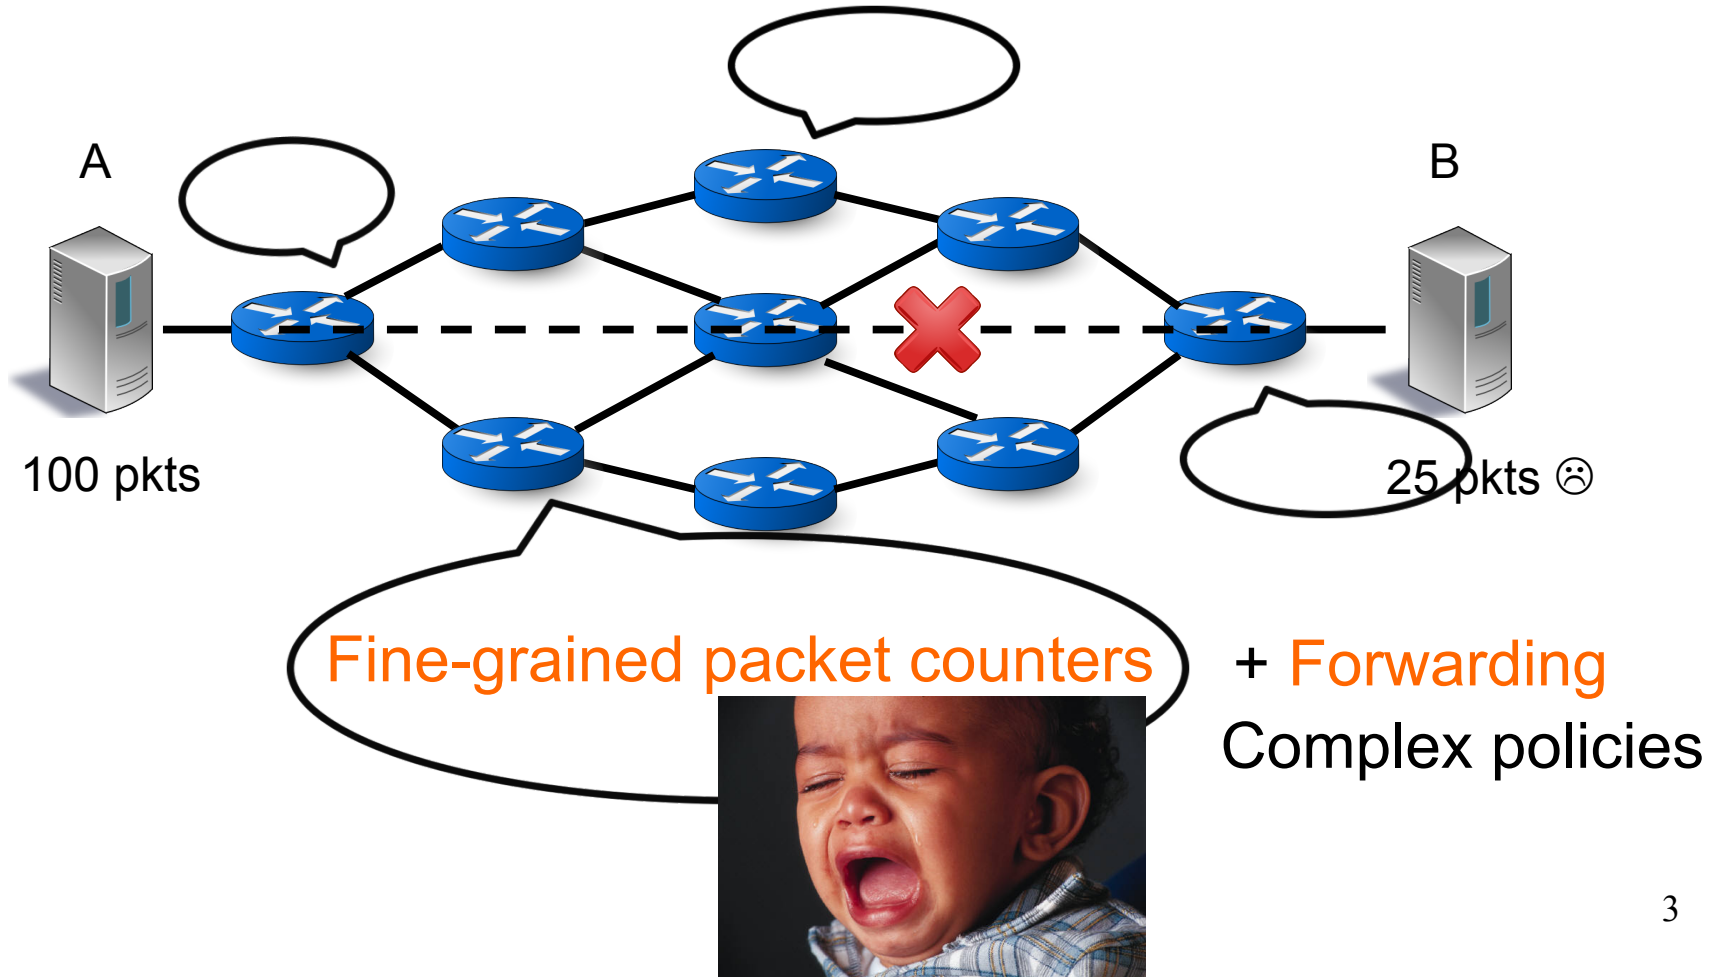 A
B
100 pkts
25 pkts ☹
Fine-grained packet counters
+ Forwarding
Complex policies
3